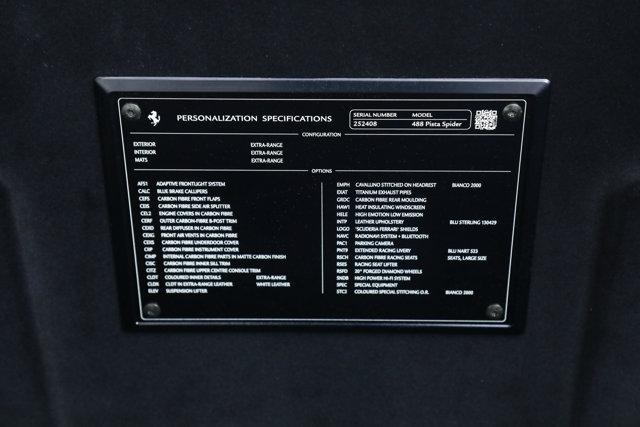 PERSONALIZATION SPECIFICATIONS
SERIAL NUMBER MODEL
252408 488 Pista Spider
CONFIGURATION
EXTERIOR EXTRA-RANGE
INTERIOR EXTRA-RANGE
MATS EXTRA-RANGE
OPTIONS
AFS1 ADAPTIVE FRONTLIGHT SYSTEM
CALC BLUE BRAKE CALLIPERS
CEFS CARBON FIBRE FRONT FLAPS
CEIS CARBON FIBRE SIDE AIR SPLITTER
CEL2 ENGINE COVERS IN CARBON FIBRE
CERF OUTER CARBON-FIBRE B-POST TRIM
CEXD REAR DIFFUSER IN CARBON FIBRE
CEXG FRONT AIR VENTS IN CARBON FIBRE
CEXS CARBON FIBRE UNDERDOOR COVER
CIIP CARBON FIBRE INSTRUMENT COVER
CIMP INTERNAL CARBON FIBRE PARTS IN MATTE CARBON FINISH
CISC CARBON FIBRE INNER SILL TRIM
CITZ CARBON FIBRE UPPER CENTRE CONSOLE TRIM
CLDT COLOURED INNER DETAILS EXTRA-RANGE
CLDX CLDT IN EXTRA-RANGE LEATHER WHITE LEATHER
ELEV SUSPENSION LIFTER
EMPH CAVALLINO STITCHED ON HEADREST BIANCO 2000
EXAT TITANIUM EXHAUST PIPES
GXDC CARBON FIBRE REAR MOULDING
HAW1 HEAT INSULATING WINDSCREEN
HELE HIGH EMOTION LOW EMISSION
INTP LEATHER UPHOLSTERY BLU STERLING 130429
LOGO "SCUDERIA FERRARI" SHIELDS
NAVC RADIONAVI SYSTEM + BLUETOOTH
PAC1 PARKING CAMERA
PNT9 EXTENDED RACING LIVERY BLU NART 523
RSCH CARBON FIBRE RACING SEATS SEATS, LARGE SIZE
RSES RACING SEAT LIFTER
RSFD 20" FORGED DIAMOND WHEELS
SNDB HIGH POWER HI-FI SYSTEM
SPEC SPECIAL EQUIPMENT
STC2 COLOURED SPECIAL STITCHING O.R. BIANCO 2000